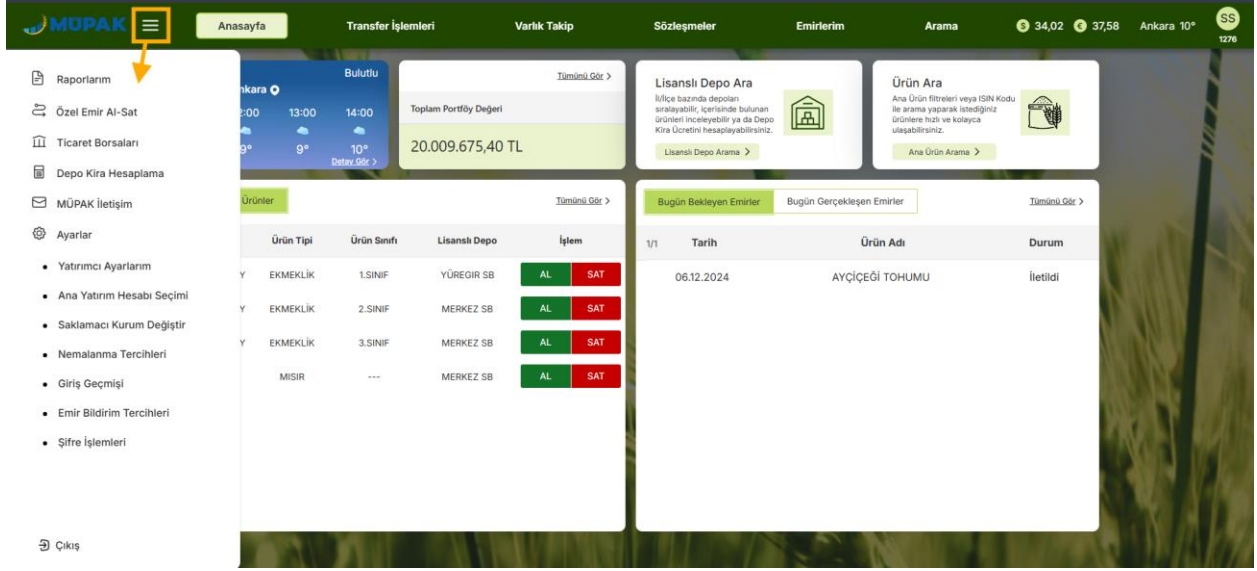 MÜPAK
Anasayfa
Transfer İşlemleri
Varlık Takip
Sözleşmeler
Emirlerim
Arama
$ 34,02 € 37,58
Ankara 10°
SS
1276
Raporlarım
Özel Emir Al-Sat
Ticaret Borsaları
Depo Kira Hesaplama
MÜPAK İletişim
Ayarlar
• Yatırımcı Ayarlarım
• Ana Yatırım Hesabı Seçimi
• Saklamacı Kurum Değiştir
• Nemalanma Tercihleri
• Giriş Geçmişi
• Emir Bildirim Tercihleri
• Şifre İşlemleri
Çıkış
Bulutlu
nkara
2:00 13:00 14:00
9° 9° 10°
Detay Gör >
Tümünü Gör >
Toplam Portföy Değeri
20.009.675,40 TL
Lisanslı Depo Ara
İl/İlçe bazında depoları
sıralayabilir, içerisinde bulunan
ürünleri inceleyebilir ya da Depo
Kira Ücretini hesaplayabilirsiniz.
Lisanslı Depo Arama >
Ürün Ara
Ana Ürün filtreleri veya ISIN Kodu
ile arama yaparak istediğiniz
ürünlere hızlı ve kolayca
ulaşabilirsiniz.
Ana Ürün Arama >
Ürünler
Tümünü Gör >
Ürün Tipi Ürün Sınıfı Lisanslı Depo İşlem
Y EKMEKLİK 1.SINIF YÜREGIR SB AL SAT
Y EKMEKLİK 2.SINIF MERKEZ SB AL SAT
Y EKMEKLİK 3.SINIF MERKEZ SB AL SAT
MISIR --- MERKEZ SB AL SAT
Bugün Bekleyen Emirler
Bugün Gerçekleşen Emirler
Tümünü Gör >
1/1 Tarih Ürün Adı Durum
06.12.2024 AYÇİÇEĞİ TOHUMU İletildi